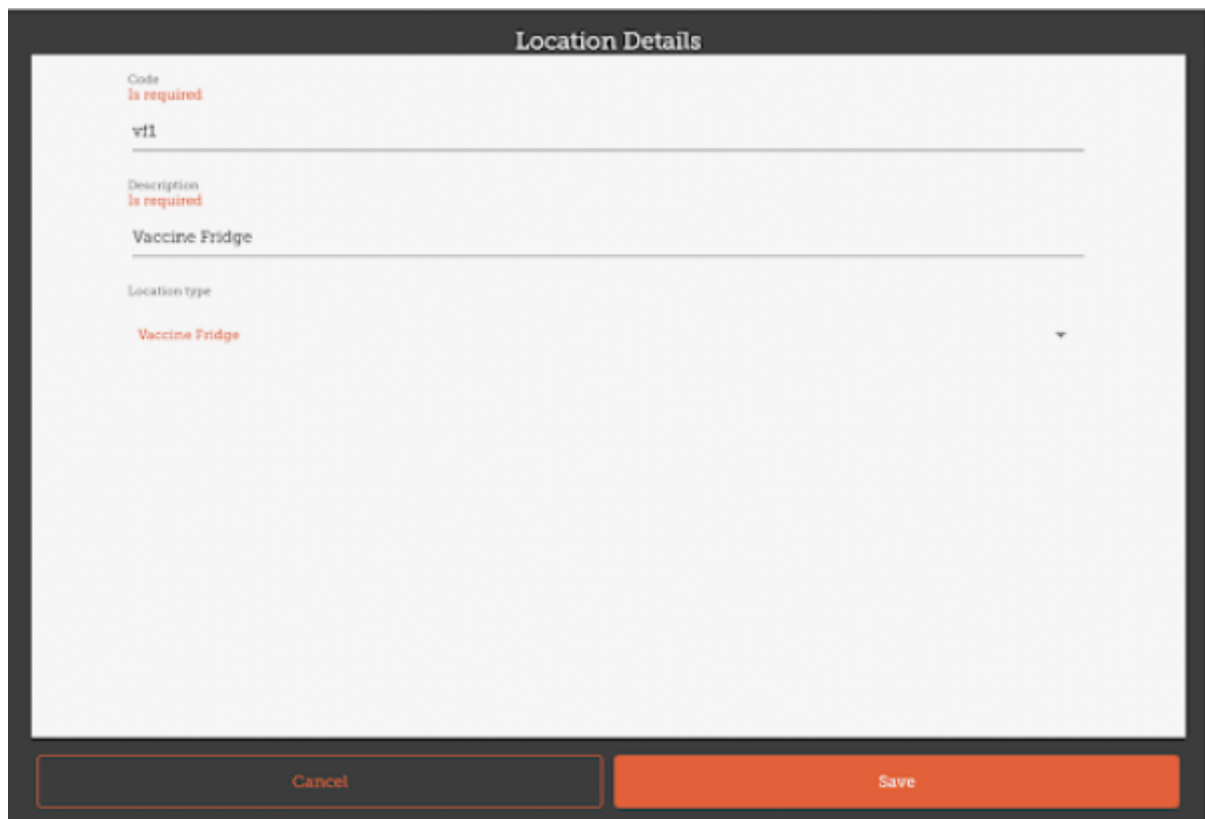 Location Details
Code
Is required
vf1
Description
Is required
Vaccine Fridge
Location type
Vaccine Fridge
Cancel
Save